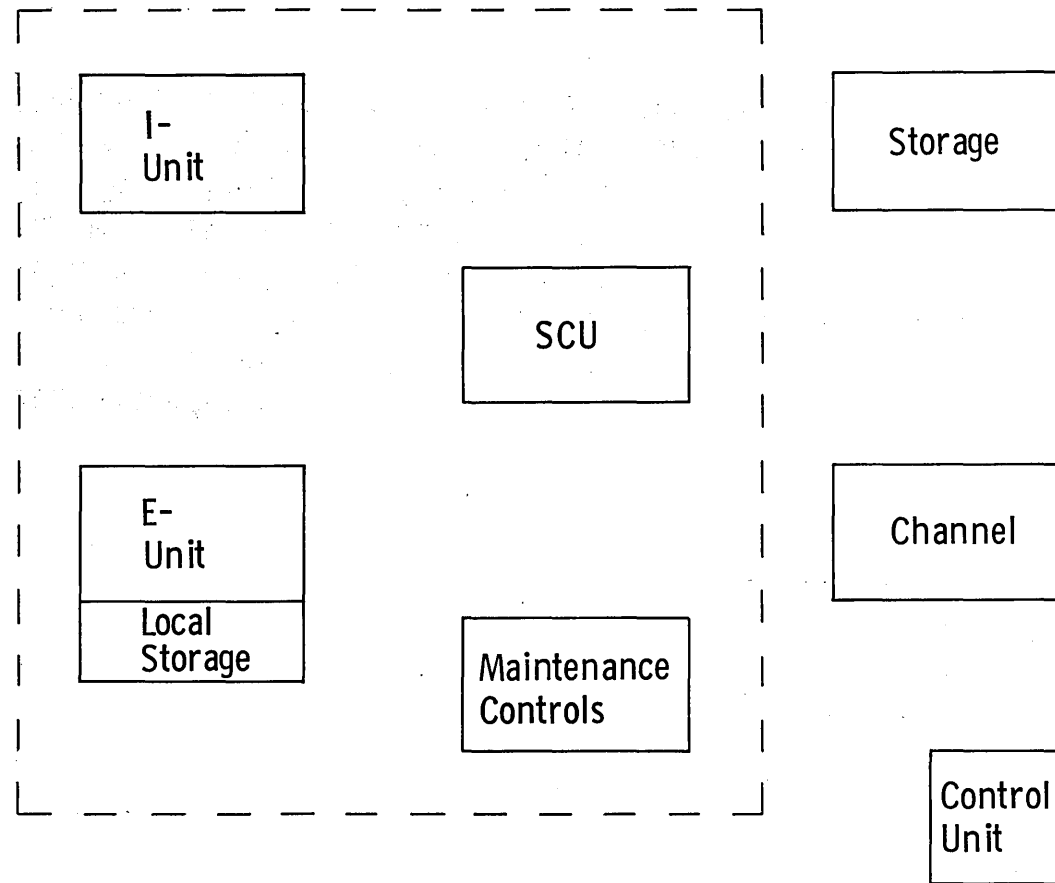 I-
Unit
Storage
SCU
E-
Unit
Local
Storage
Channel
Maintenance
Controls
Control
Unit